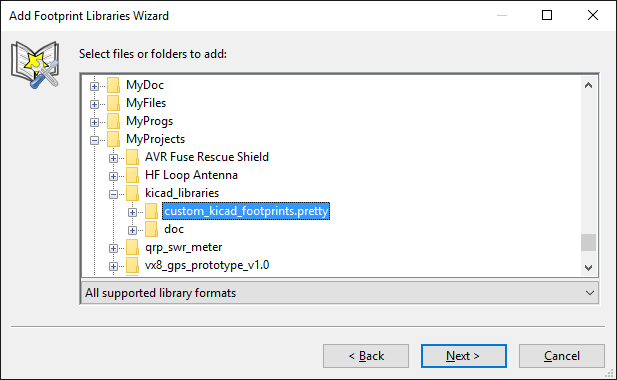 Add Footprint Libraries Wizard
Select files or folders to add:
MyDoc
MyFiles
MyProgs
MyProjects
AVR Fuse Rescue Shield
HF Loop Antenna
kicad_libraries
custom_kicad_footprints.pretty
doc
qrp_swr_meter
vx8_gps_prototype_v1.0
All supported library formats
< Back
Next >
Cancel